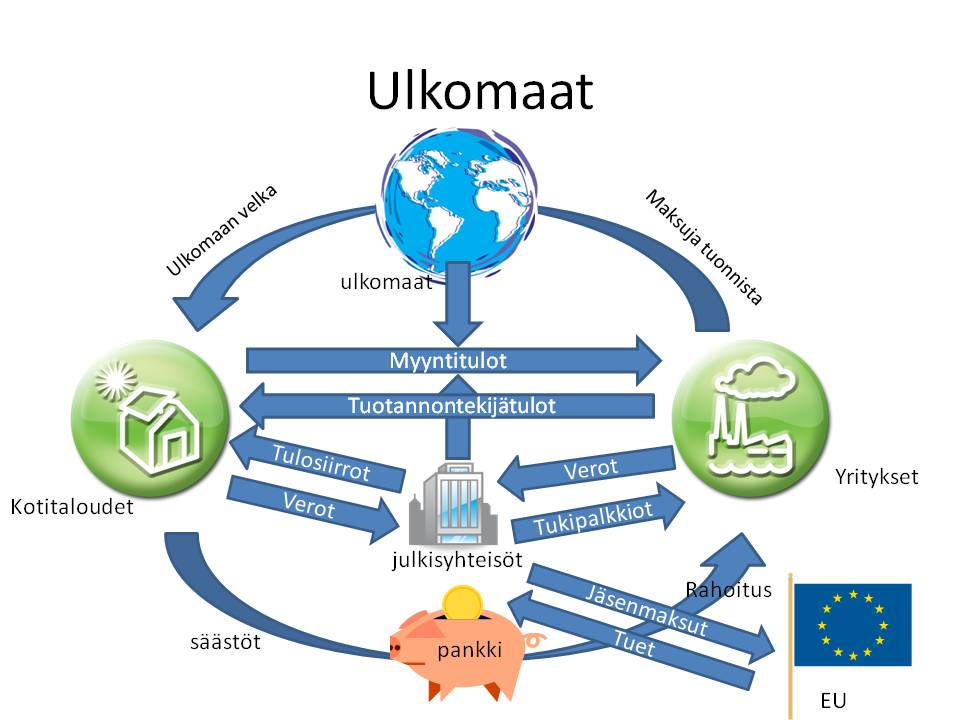 Ulkomaat
Ulkomaan velka
Maksuja tuonnista
ulkomaat
Myyntitulot
Tuotannontekijätulot
Tulosiirrot
Verot
Verot
Tukipalkkiot
Kotitaloudet
Yritykset
julkisyhteisöt
Rahoitus
Jäsenmaksut
Tuet
säästöt
pankki
EU